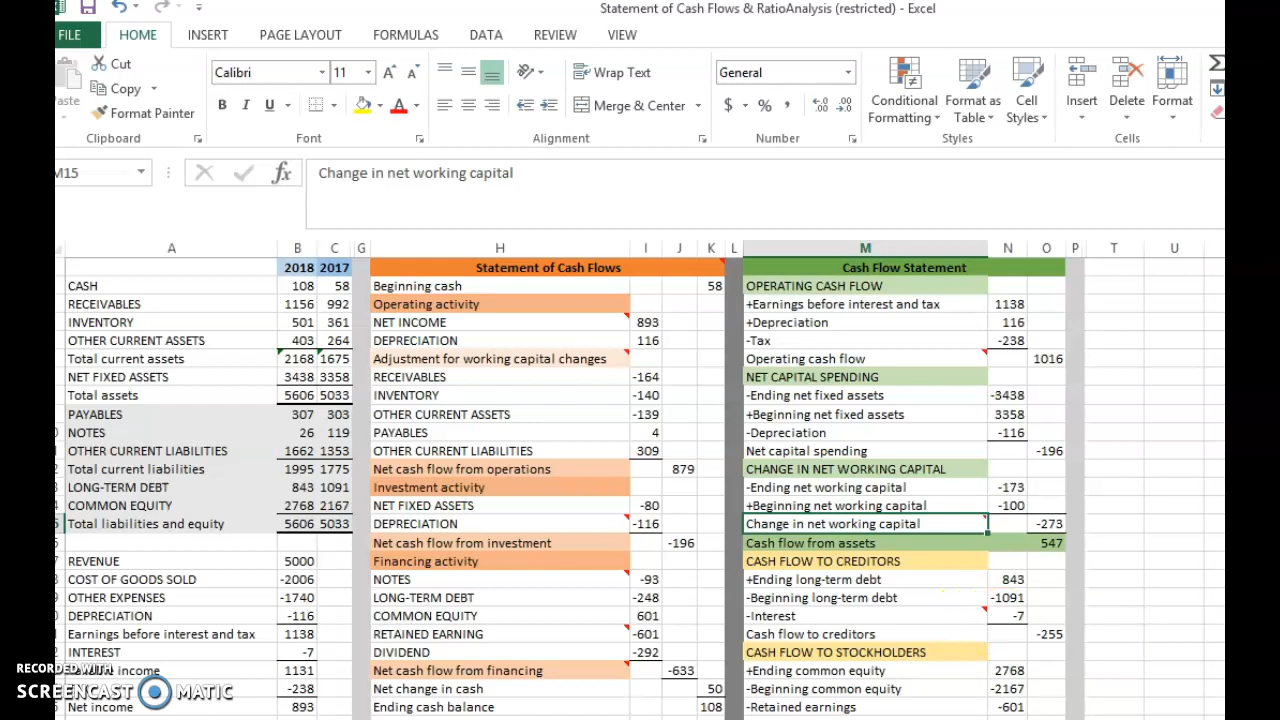 Statement of Cash Flows & RatioAnalysis (restricted) - Excel
FILE HOME INSERT PAGE LAYOUT FORMULAS DATA REVIEW VIEW
Cut
Copy
Format Painter
Clipboard
Calibri 11
B I U
Font
Wrap Text
Merge & Center
Alignment
General
$ % ,
Number
Conditional Formatting
Format as Table
Cell Styles
Styles
Insert Delete Format
Cells
M15 fx Change in net working capital
A B C G H I J K L M N O P T U
2018 2017 Statement of Cash Flows Cash Flow Statement
CASH 108 58 Beginning cash 58 OPERATING CASH FLOW
RECEIVABLES 1156 992 Operating activity +Earnings before interest and tax 1138
INVENTORY 501 361 NET INCOME 893 +Depreciation 116
OTHER CURRENT ASSETS 403 264 DEPRECIATION 116 -Tax -238
Total current assets 2168 1675 Adjustment for working capital changes Operating cash flow 1016
NET FIXED ASSETS 3438 3358 RECEIVABLES -164 NET CAPITAL SPENDING
Total assets 5606 5033 INVENTORY -140 -Ending net fixed assets -3438
PAYABLES 307 303 OTHER CURRENT ASSETS -139 +Beginning net fixed assets 3358
NOTES 26 119 PAYABLES 4 -Depreciation -116
OTHER CURRENT LIABILITIES 1662 1353 OTHER CURRENT LIABILITIES 309 Net capital spending -196
Total current liabilities 1995 1775 Net cash flow from operations 879 CHANGE IN NET WORKING CAPITAL
LONG-TERM DEBT 843 1091 Investment activity -Ending net working capital -173
COMMON EQUITY 2768 2167 NET FIXED ASSETS -80 +Beginning net working capital -100
Total liabilities and equity 5606 5033 DEPRECIATION -116 Change in net working capital -273
Net cash flow from investment -196 Cash flow from assets 547
REVENUE 5000 Financing activity CASH FLOW TO CREDITORS
COST OF GOODS SOLD -2006 NOTES -93 +Ending long-term debt 843
OTHER EXPENSES -1740 LONG-TERM DEBT -248 -Beginning long-term debt -1091
DEPRECIATION -116 COMMON EQUITY 601 -Interest -7
Earnings before interest and tax 1138 RETAINED EARNING -601 Cash flow to creditors -255
INTEREST -7 DIVIDEND -292 CASH FLOW TO STOCKHOLDERS
income 1131 Net cash flow from financing -633 +Ending common equity 2768
-238 Net change in cash 50 -Beginning common equity -2167
Net income 893 Ending cash balance 108 -Retained earnings -601
RECORDED WITH
SCREENCAST MATIC